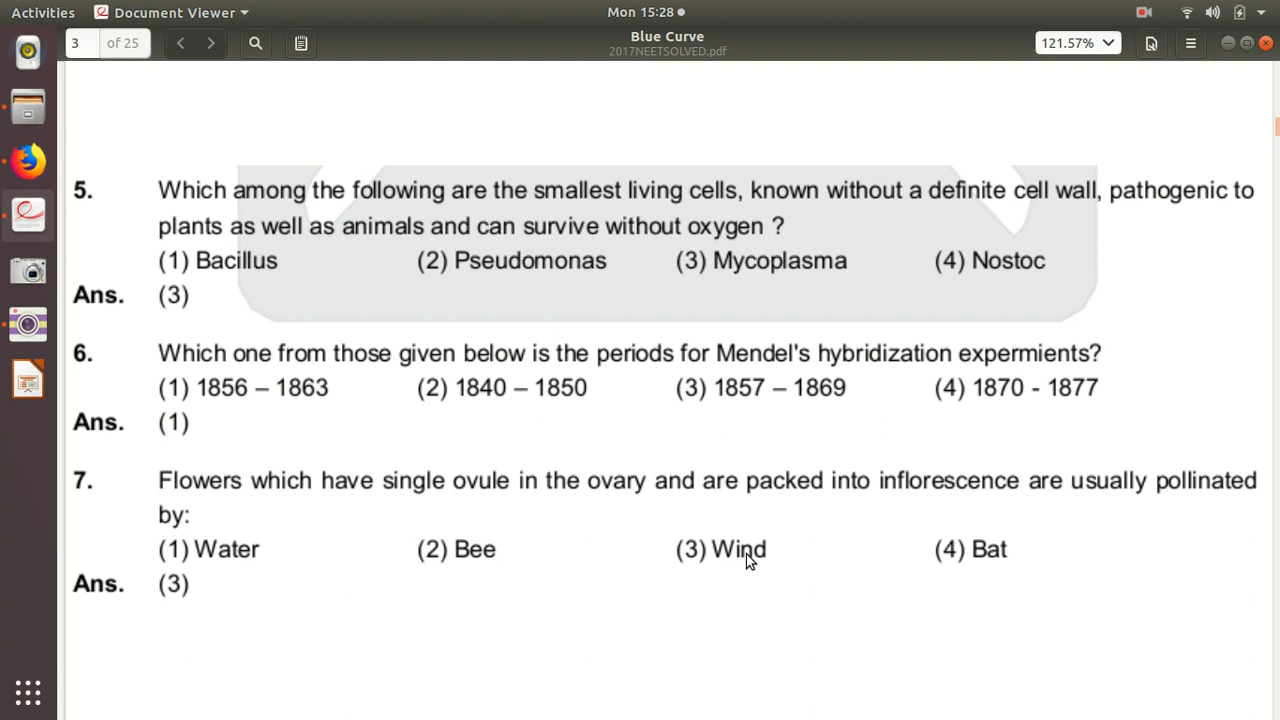 Activities Document Viewer Mon 15:28
3 of 25 Blue Curve 121.57%
2017NEETSOLVED.pdf
5. Which among the following are the smallest living cells, known without a definite cell wall, pathogenic to
plants as well as animals and can survive without oxygen ?
(1) Bacillus (2) Pseudomonas (3) Mycoplasma (4) Nostoc
Ans. (3)
6. Which one from those given below is the periods for Mendel's hybridization expermients?
(1) 1856 – 1863 (2) 1840 – 1850 (3) 1857 – 1869 (4) 1870 - 1877
Ans. (1)
7. Flowers which have single ovule in the ovary and are packed into inflorescence are usually pollinated
by:
(1) Water (2) Bee (3) Wind (4) Bat
Ans. (3)